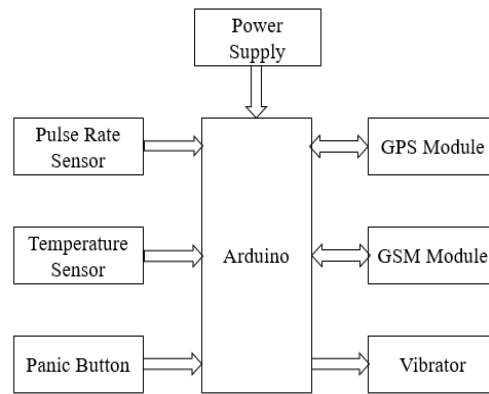 Power
Supply
Pulse Rate
Sensor
GPS Module
Temperature
Sensor
Arduino
GSM Module
Panic Button
Vibrator